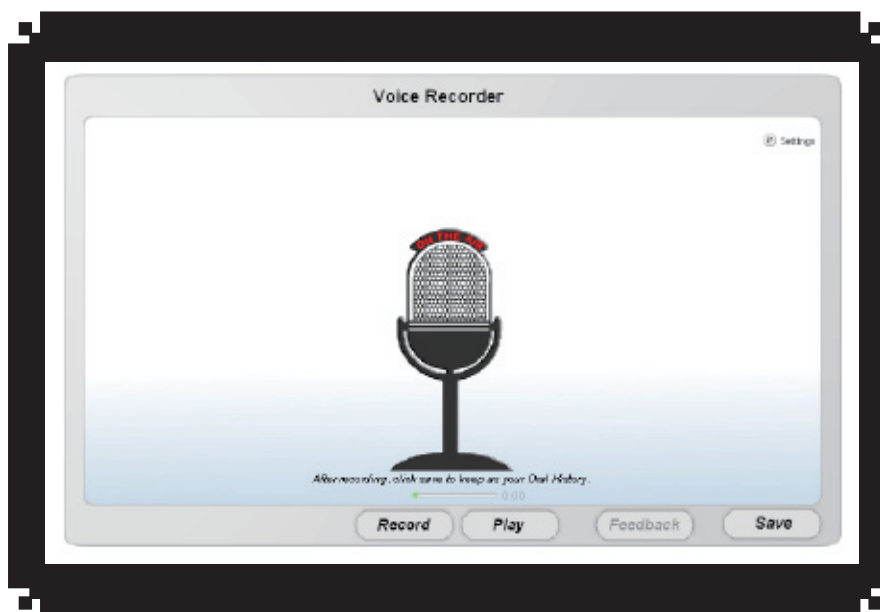 Voice Recorder
Settings
ON THE AIR
After recording, click save to keep as your Oral History.
0:00
Record
Play
Feedback
Save